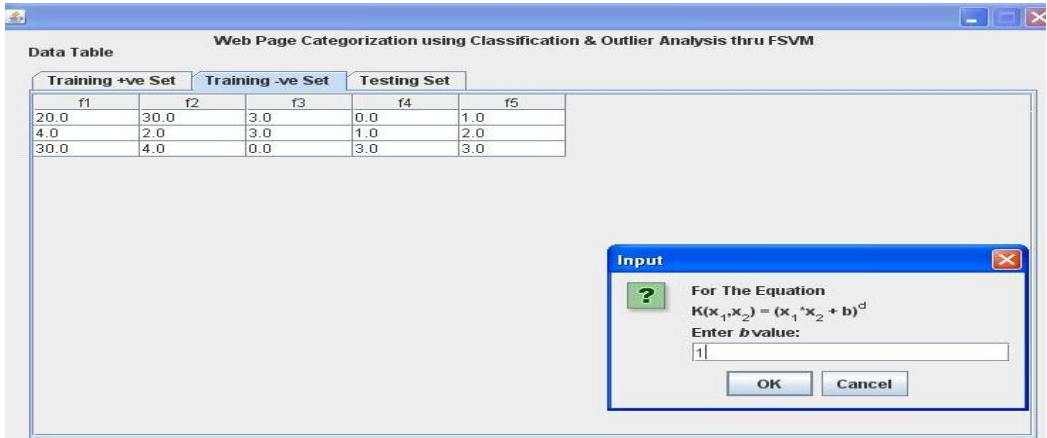 Web Page Categorization using Classification & Outlier Analysis thru FSVM
Data Table
Training +ve Set Training -ve Set Testing Set
f1 f2 f3 f4 f5
20.0 30.0 3.0 0.0 1.0
4.0 2.0 3.0 1.0 2.0
30.0 4.0 0.0 3.0 3.0
Input
?
For The Equation
K(x₁,x₂) = (x₁*x₂ + b)ᵈ
Enter b value:
1
OK Cancel